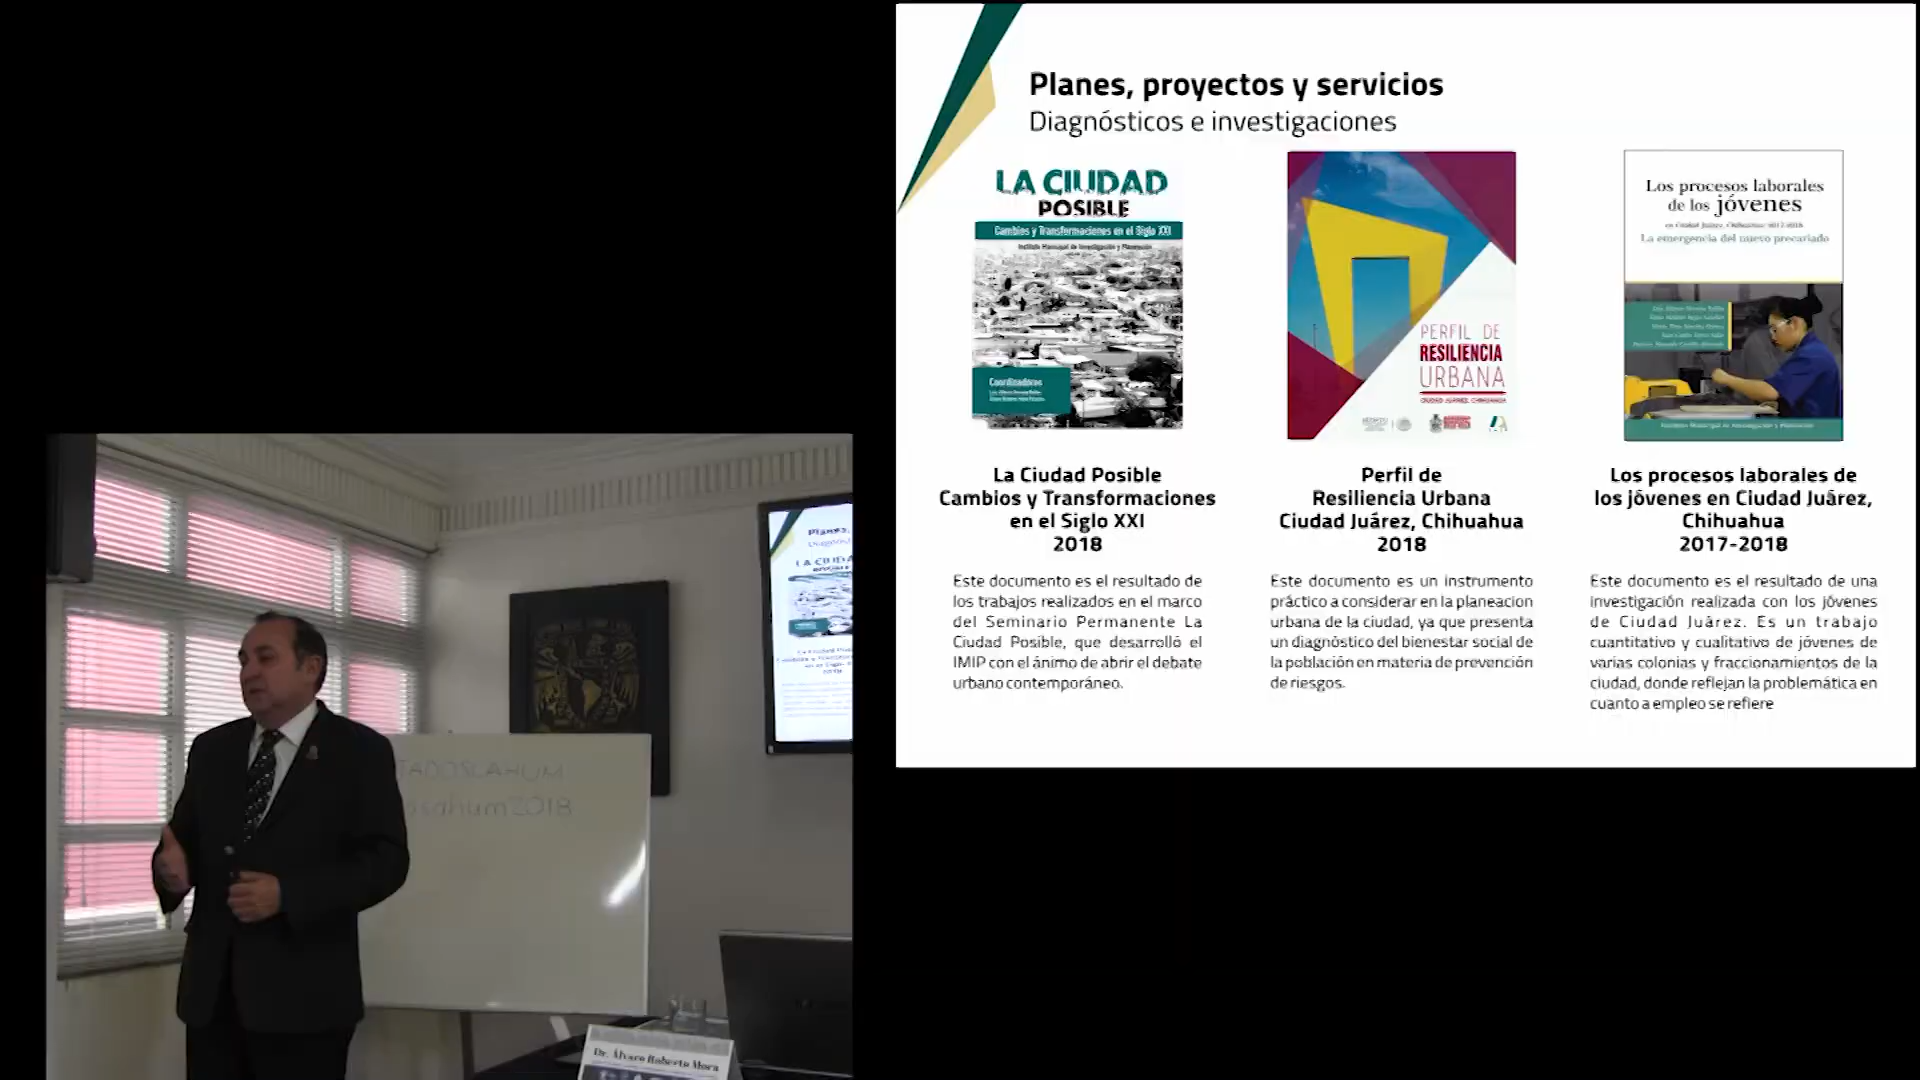 Planes, proyectos y servicios
Diagnósticos e investigaciones
LA CIUDAD
POSIBLE
Cambios y Transformaciones en el Siglo XXI
Instituto Municipal de Investigación y Planeación
Coordinadores
La Ciudad Posible
Cambios y Transformaciones
en el Siglo XXI
2018
Este documento es el resultado de
los trabajos realizados en el marco
del Seminario Permanente La
Ciudad Posible, que desarrolló el
IMIP con el ánimo de abrir el debate
urbano contemporáneo.
PERFIL DE
RESILIENCIA
URBANA
CIUDAD JUÁREZ, CHIHUAHUA
Perfil de
Resiliencia Urbana
Ciudad Juárez, Chihuahua
2018
Este documento es un instrumento
práctico a considerar en la planeacion
urbana de la ciudad, ya que presenta
un diagnóstico del bienestar social de
la población en materia de prevención
de riesgos.
Los procesos laborales
de los jóvenes
en Ciudad Juárez, Chihuahua: 2017-2018
La emergencia del nuevo precariado
Instituto Municipal de Investigación y Planeación
Los procesos laborales de
los jóvenes en Ciudad Juárez,
Chihuahua
2017-2018
Este documento es el resultado de una
investigación realizada con los jóvenes
de Ciudad Juárez. Es un trabajo
cuantitativo y cualitativo de jóvenes de
varias colonias y fraccionamientos de la
ciudad, donde reflejan la problemática en
cuanto a empleo se refiere
Planes,
TADOSLAHUM
osahum2018
Dr. Álvaro Roberto Mora